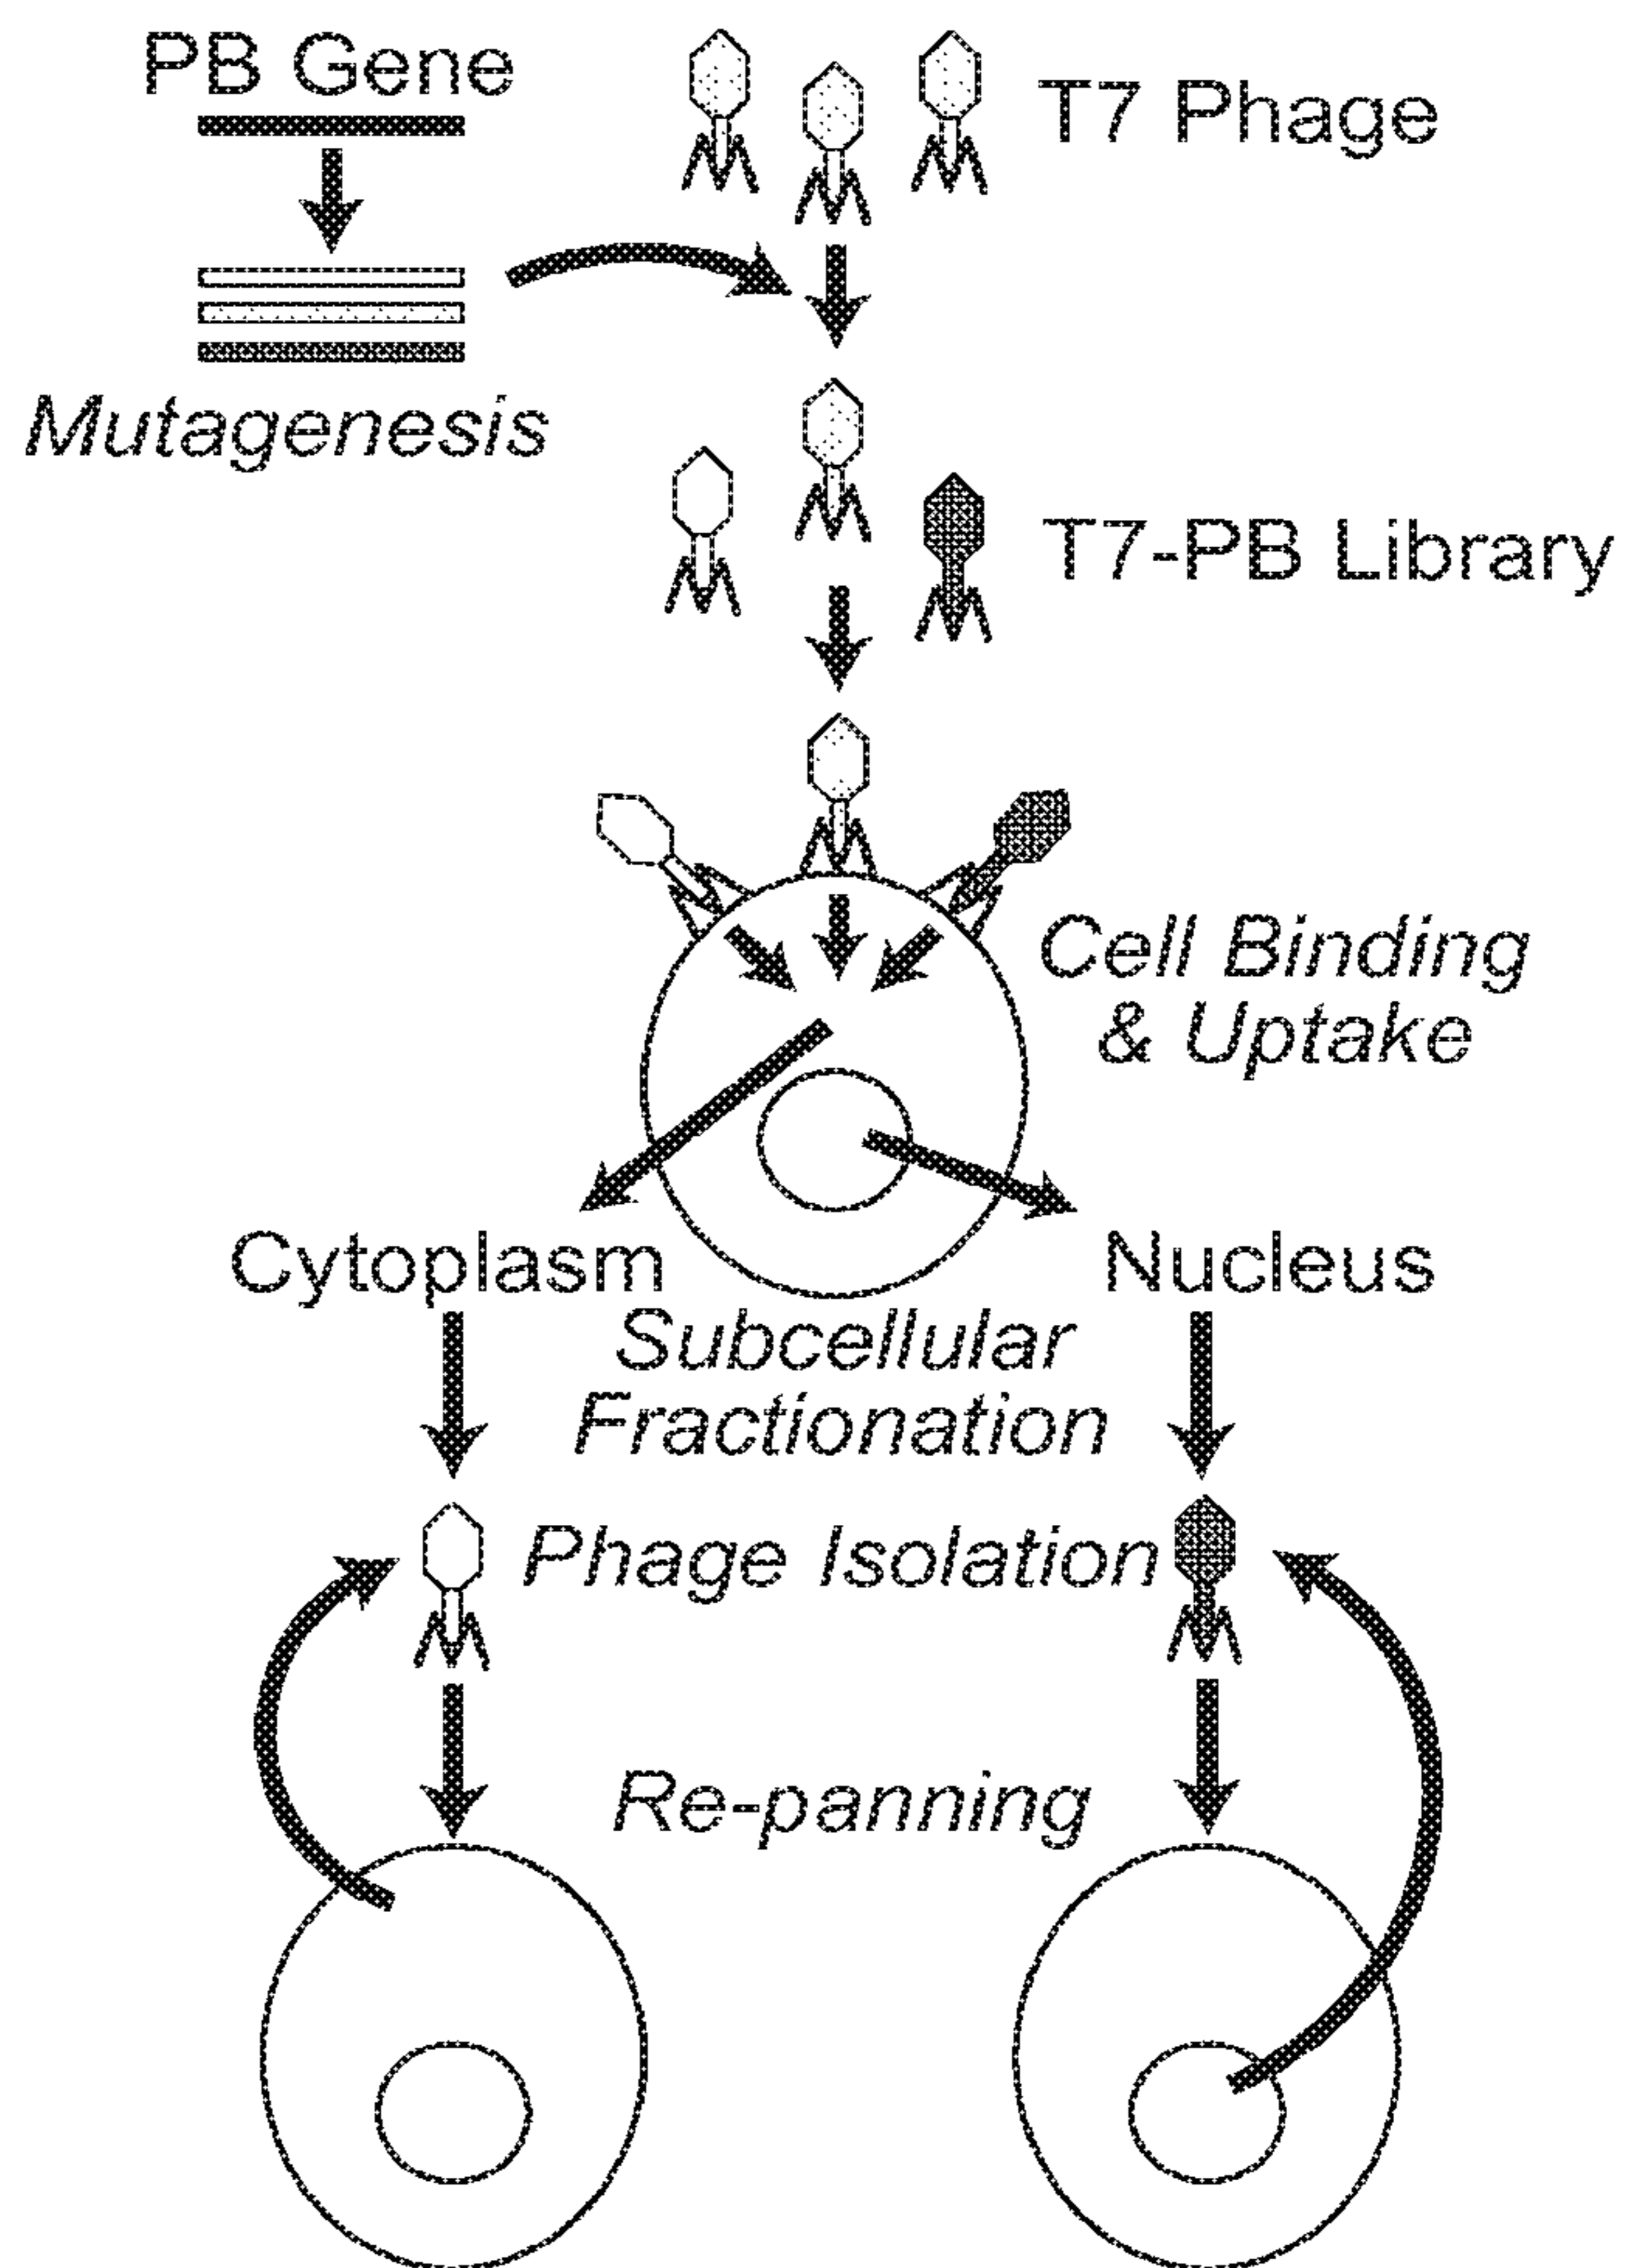 PB Gene
T7 Phage
Mutagenesis
T7-PB Library
Cell Binding
& Uptake
Cytoplasm
Nucleus
Subcellular
Fractionation
Phage Isolation
Re-panning